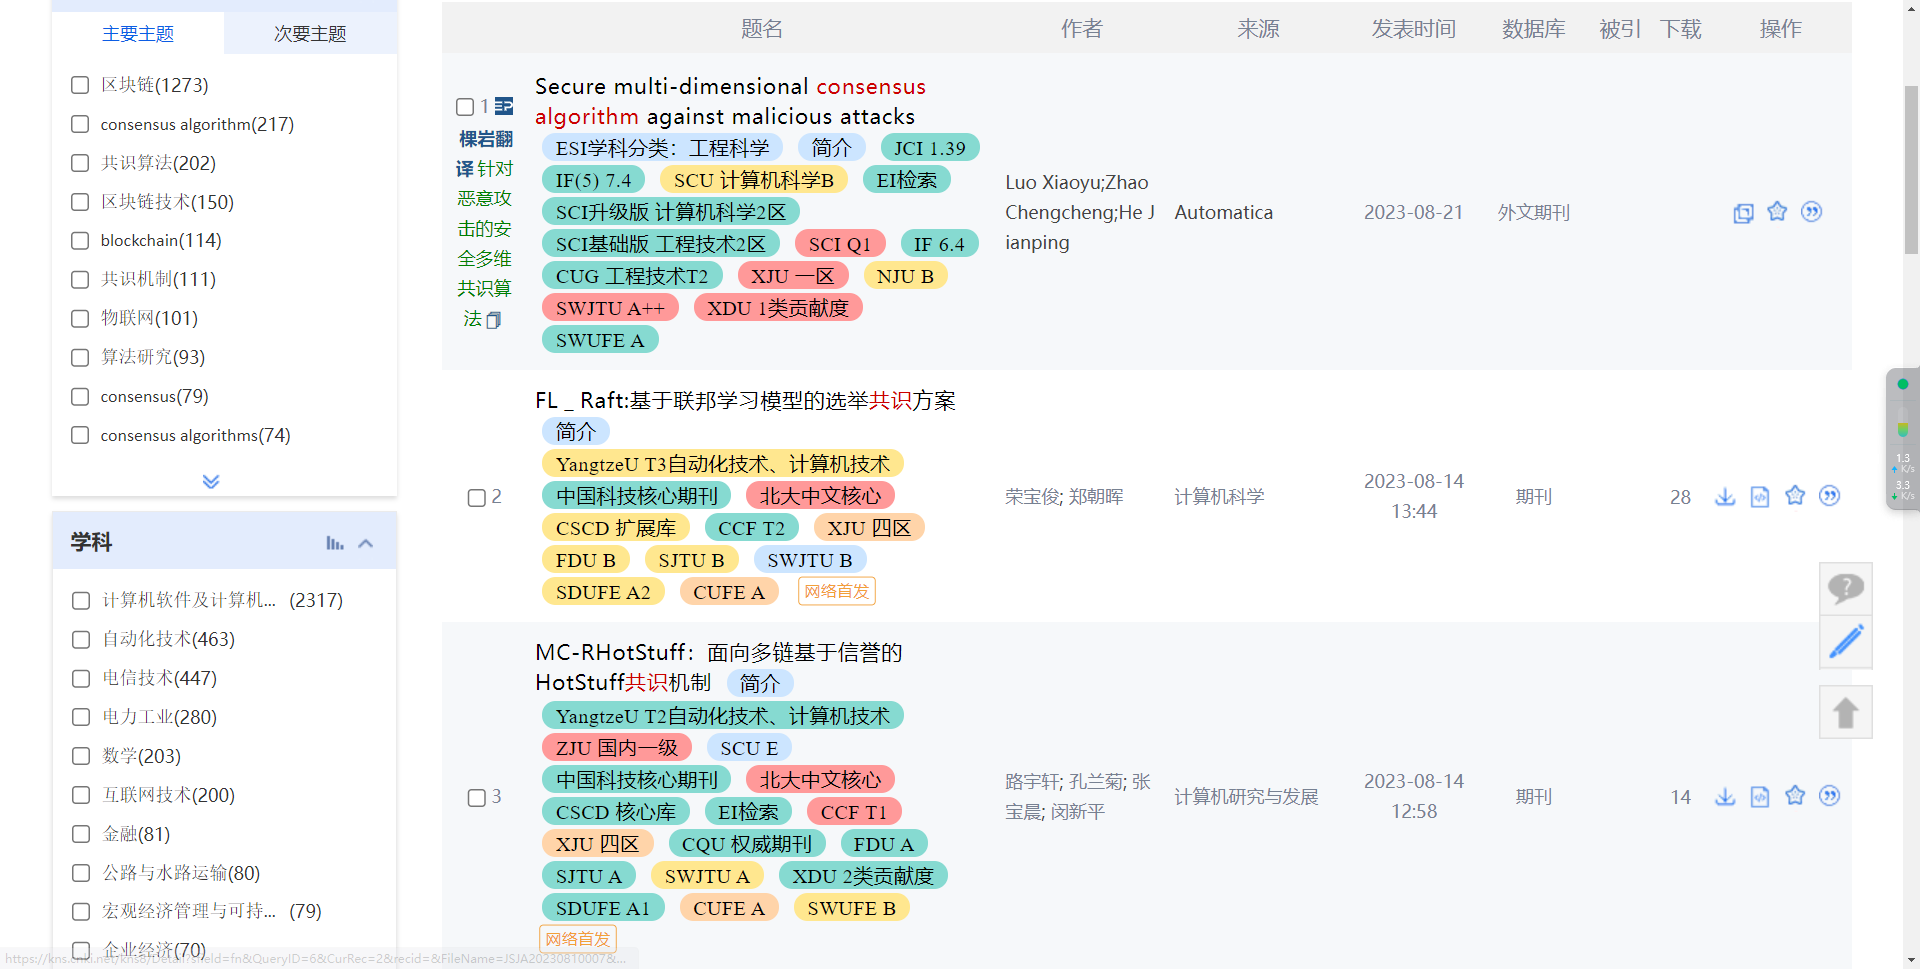 主要主题
次要主题
区块链(1273)
consensus algorithm(217)
共识算法(202)
区块链技术(150)
blockchain(114)
共识机制(111)
物联网(101)
算法研究(93)
consensus(79)
consensus algorithms(74)
学科
计算机软件及计算机... (2317)
自动化技术(463)
电信技术(447)
电力工业(280)
数学(203)
互联网技术(200)
金融(81)
公路与水路运输(80)
宏观经济管理与可持... (79)
企业经济(70)
题名 作者 来源 发表时间 数据库 被引 下载 操作
1 EP
棵岩翻
译 针对
恶意攻
击的安
全多维
共识算
法
Secure multi-dimensional consensus
algorithm against malicious attacks
ESI学科分类：工程科学 简介 JCI 1.39
IF(5) 7.4 SCU 计算机科学B EI检索
SCI升级版 计算机科学2区
SCI基础版 工程技术2区 SCI Q1 IF 6.4
CUG 工程技术T2 XJU 一区 NJU B
SWJTU A++ XDU 1类贡献度
SWUFE A
Luo Xiaoyu;Zhao
Chengcheng;He J
ianping
Automatica
2023-08-21
外文期刊
2
FL _ Raft:基于联邦学习模型的选举共识方案
简介
YangtzeU T3自动化技术、计算机技术
中国科技核心期刊 北大中文核心
CSCD 扩展库 CCF T2 XJU 四区
FDU B SJTU B SWJTU B
SDUFE A2 CUFE A 网络首发
荣宝俊; 郑朝晖
计算机科学
2023-08-14
13:44
期刊
28
3
MC-RHotStuff：面向多链基于信誉的
HotStuff共识机制 简介
YangtzeU T2自动化技术、计算机技术
ZJU 国内一级 SCU E
中国科技核心期刊 北大中文核心
CSCD 核心库 EI检索 CCF T1
XJU 四区 CQU 权威期刊 FDU A
SJTU A SWJTU A XDU 2类贡献度
SDUFE A1 CUFE A SWUFE B
网络首发
路宇轩; 孔兰菊; 张
宝晨; 闵新平
计算机研究与发展
2023-08-14
12:58
期刊
14
1.3
K/s
3.3
K/s
https://kns.cnki.net/kns8/Detail?sfield=fn&QueryID=6&CurRec=2&recid=&FileName=JSJA20230810007&...